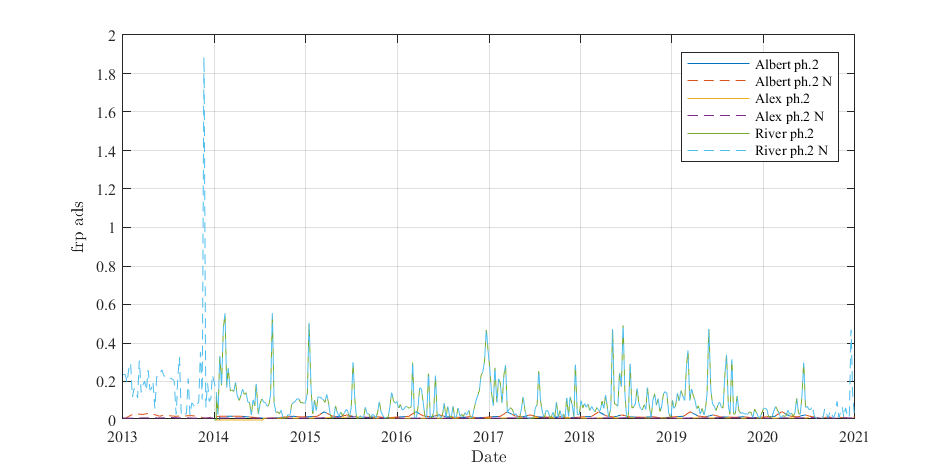 2
1.8
1.6
1.4
1.2
1
0.8
0.6
0.4
0.2
0
frp ads
2013
2014
2015
2016
2017
2018
2019
2020
2021
Date
Albert ph.2
Albert ph.2 N
Alex ph.2
Alex ph.2 N
River ph.2
River ph.2 N